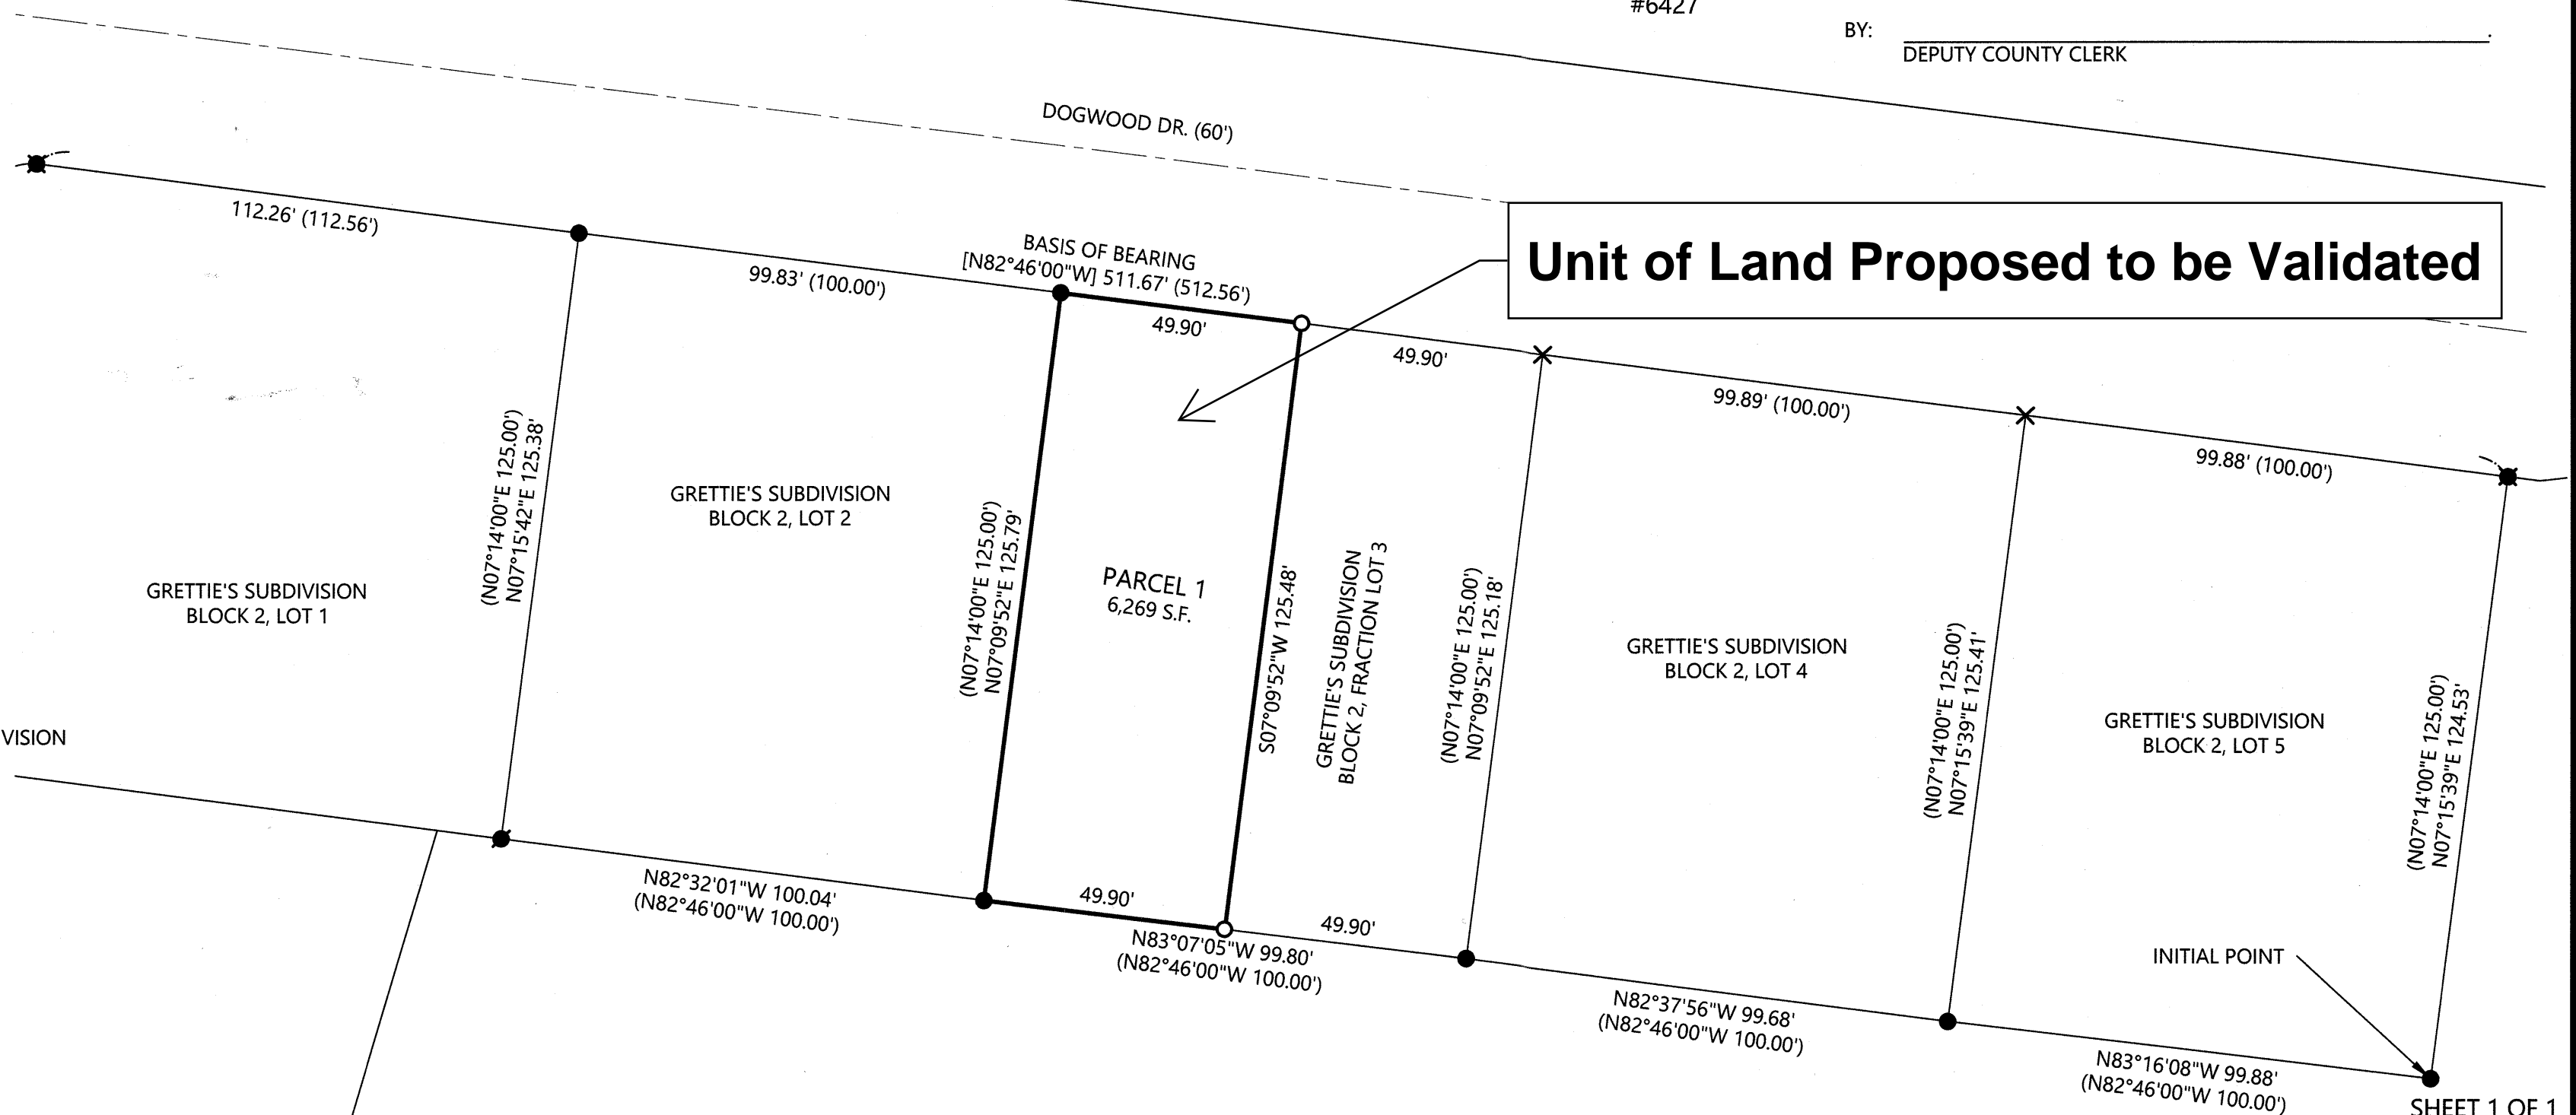 #6427
BY:
DEPUTY COUNTY CLERK
DOGWOOD DR. (60')
Unit of Land Proposed to be Validated
112.26' (112.56')
BASIS OF BEARING
[N82°46'00"W] 511.67' (512.56')
99.83' (100.00')
49.90'
49.90'
99.89' (100.00')
99.88' (100.00')
(N07°14'00"E 125.00')
N07°15'42"E 125.38'
GRETTIE'S SUBDIVISION
BLOCK 2, LOT 2
(N07°14'00"E 125.00')
N07°09'52"E 125.79'
PARCEL 1
6,269 S.F.
S07°09'52"W 125.48'
GRETTIE'S SUBDIVISION
BLOCK 2, FRACTION LOT 3
(N07°14'00"E 125.00')
N07°09'52"E 125.18'
GRETTIE'S SUBDIVISION
BLOCK 2, LOT 1
GRETTIE'S SUBDIVISION
BLOCK 2, LOT 4
(N07°14'00"E 125.00')
N07°15'39"E 125.41'
GRETTIE'S SUBDIVISION
BLOCK 2, LOT 5
(N07°14'00"E 125.00')
N07°15'39"E 124.53'
VISION
N82°32'01"W 100.04'
(N82°46'00"W 100.00')
49.90'
49.90'
N83°07'05"W 99.80'
(N82°46'00"W 100.00')
INITIAL POINT
N82°37'56"W 99.68'
(N82°46'00"W 100.00')
N83°16'08"W 99.88'
(N82°46'00"W 100.00')
SHEET 1 OF 1